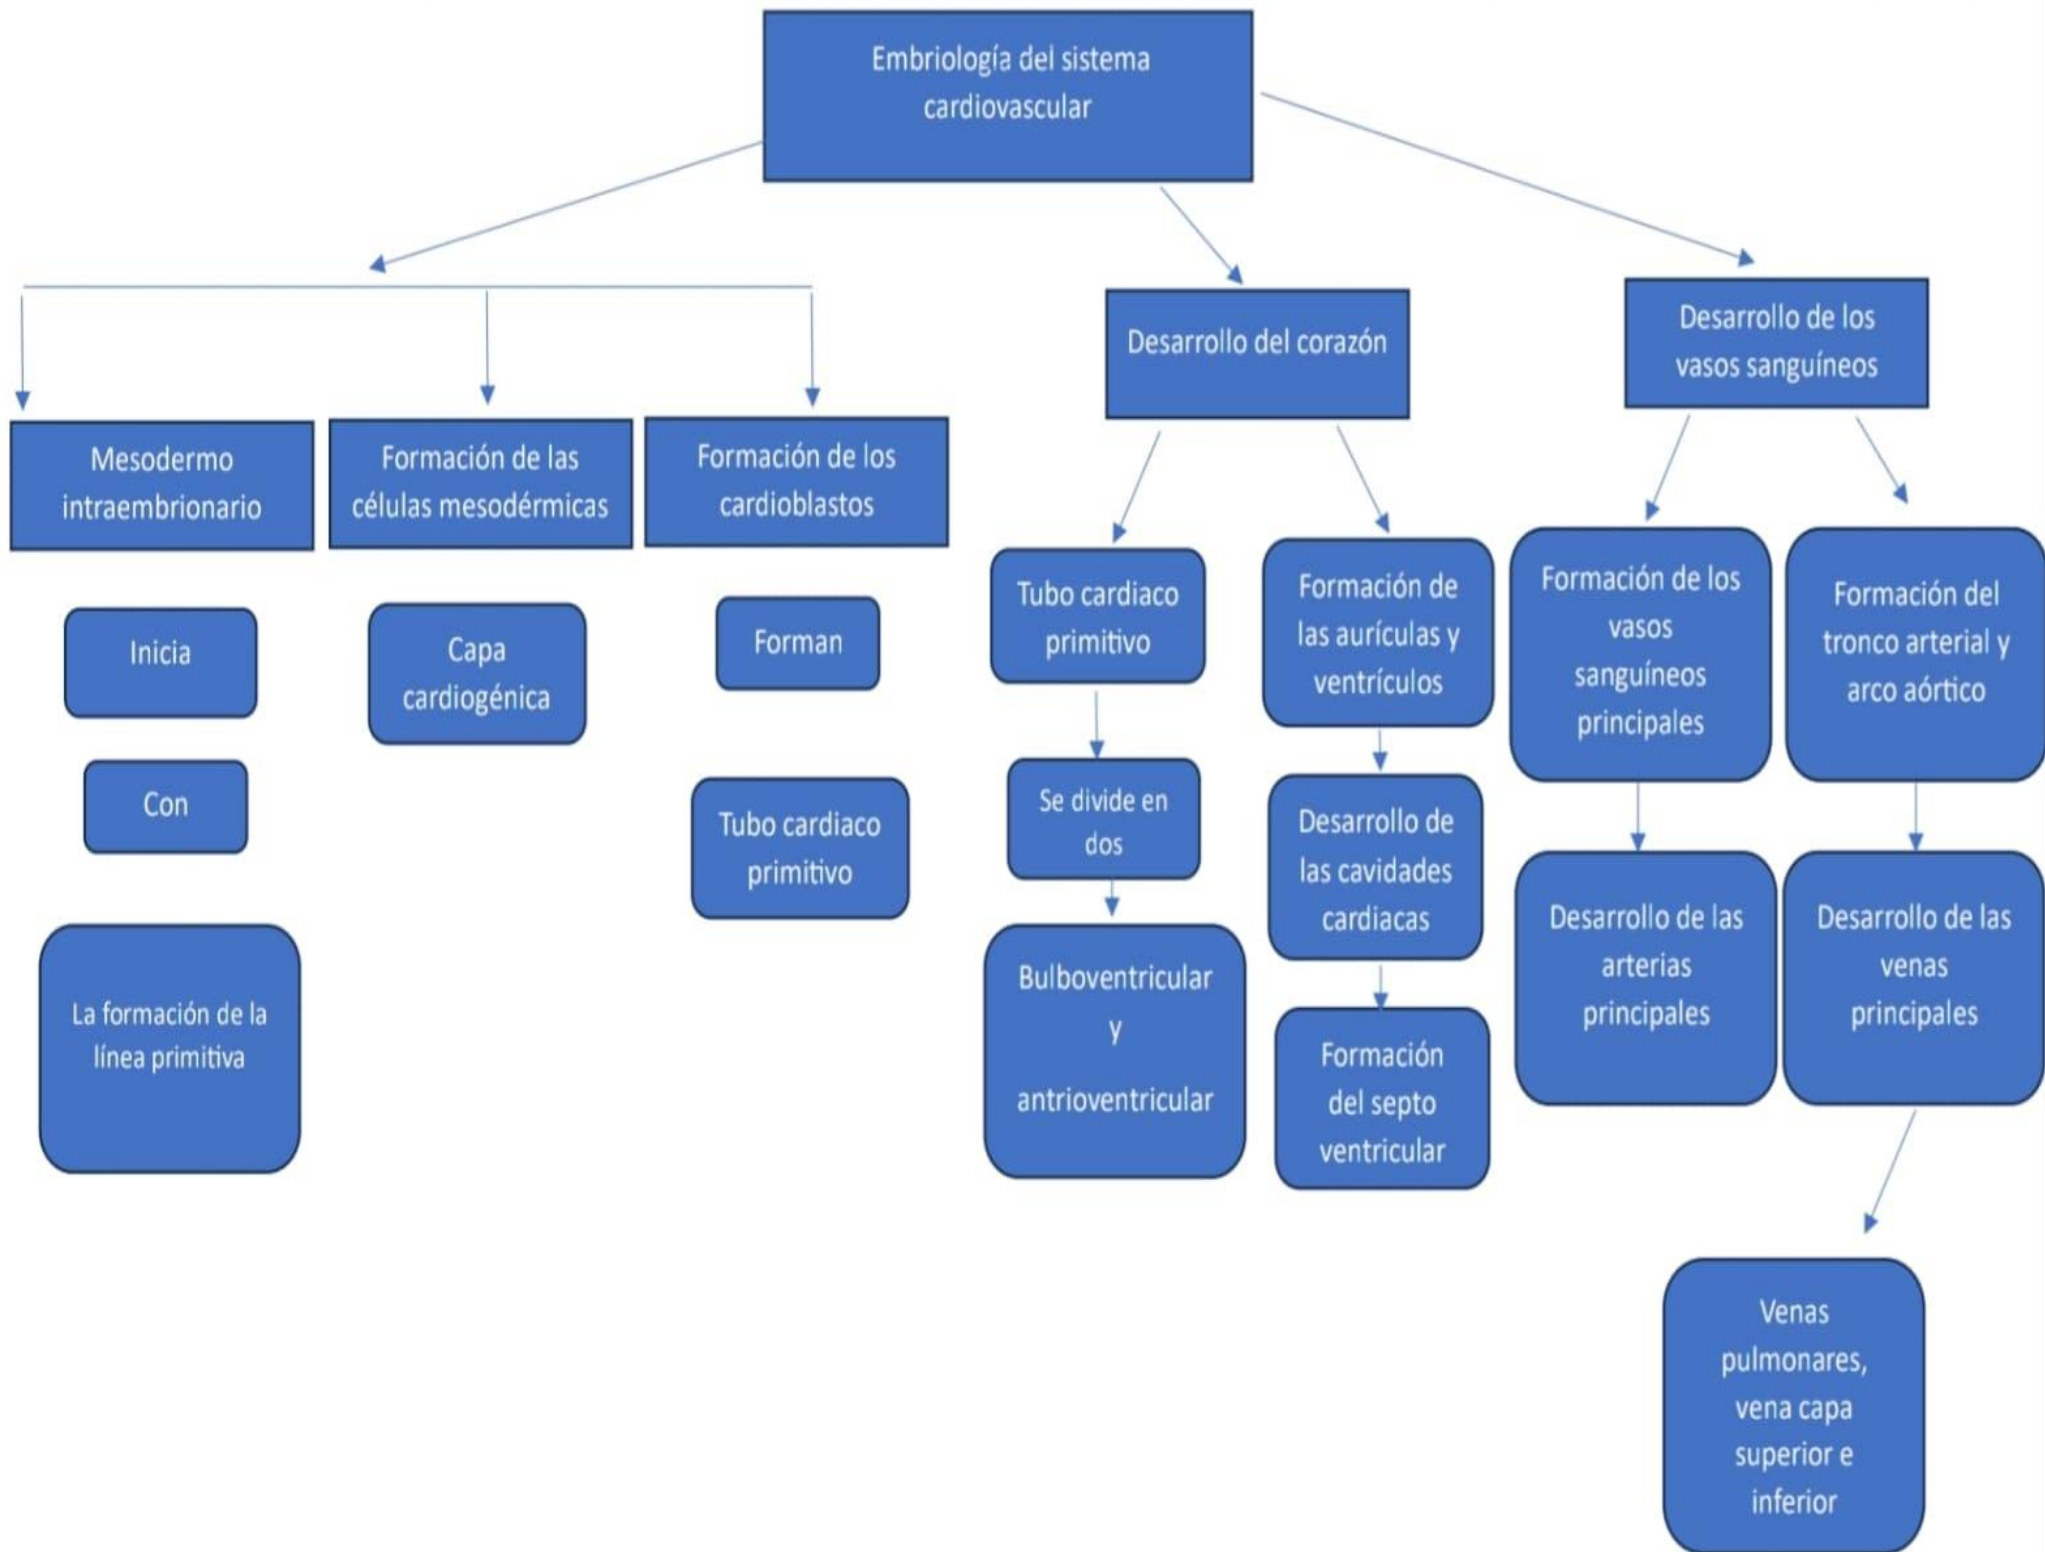 Embriología del sistema
cardiovascular
Mesodermo
intraembrionario
Inicia
Con
La formación de la
línea primitiva
Formación de las
células mesodérmicas
Capa
cardiogénica
Formación de los
cardioblastos
Forman
Tubo cardiaco
primitivo
Desarrollo del corazón
Tubo cardiaco
primitivo
Se divide en
dos
Bulboventricular
y
antrioventricular
Formación de
las aurículas y
ventrículos
Desarrollo de
las cavidades
cardiacas
Formación
del septo
ventricular
Desarrollo de los
vasos sanguíneos
Formación de los
vasos
sanguíneos
principales
Desarrollo de las
arterias
principales
Formación del
tronco arterial y
arco aórtico
Desarrollo de las
venas
principales
Venas
pulmonares,
vena capa
superior e
inferior